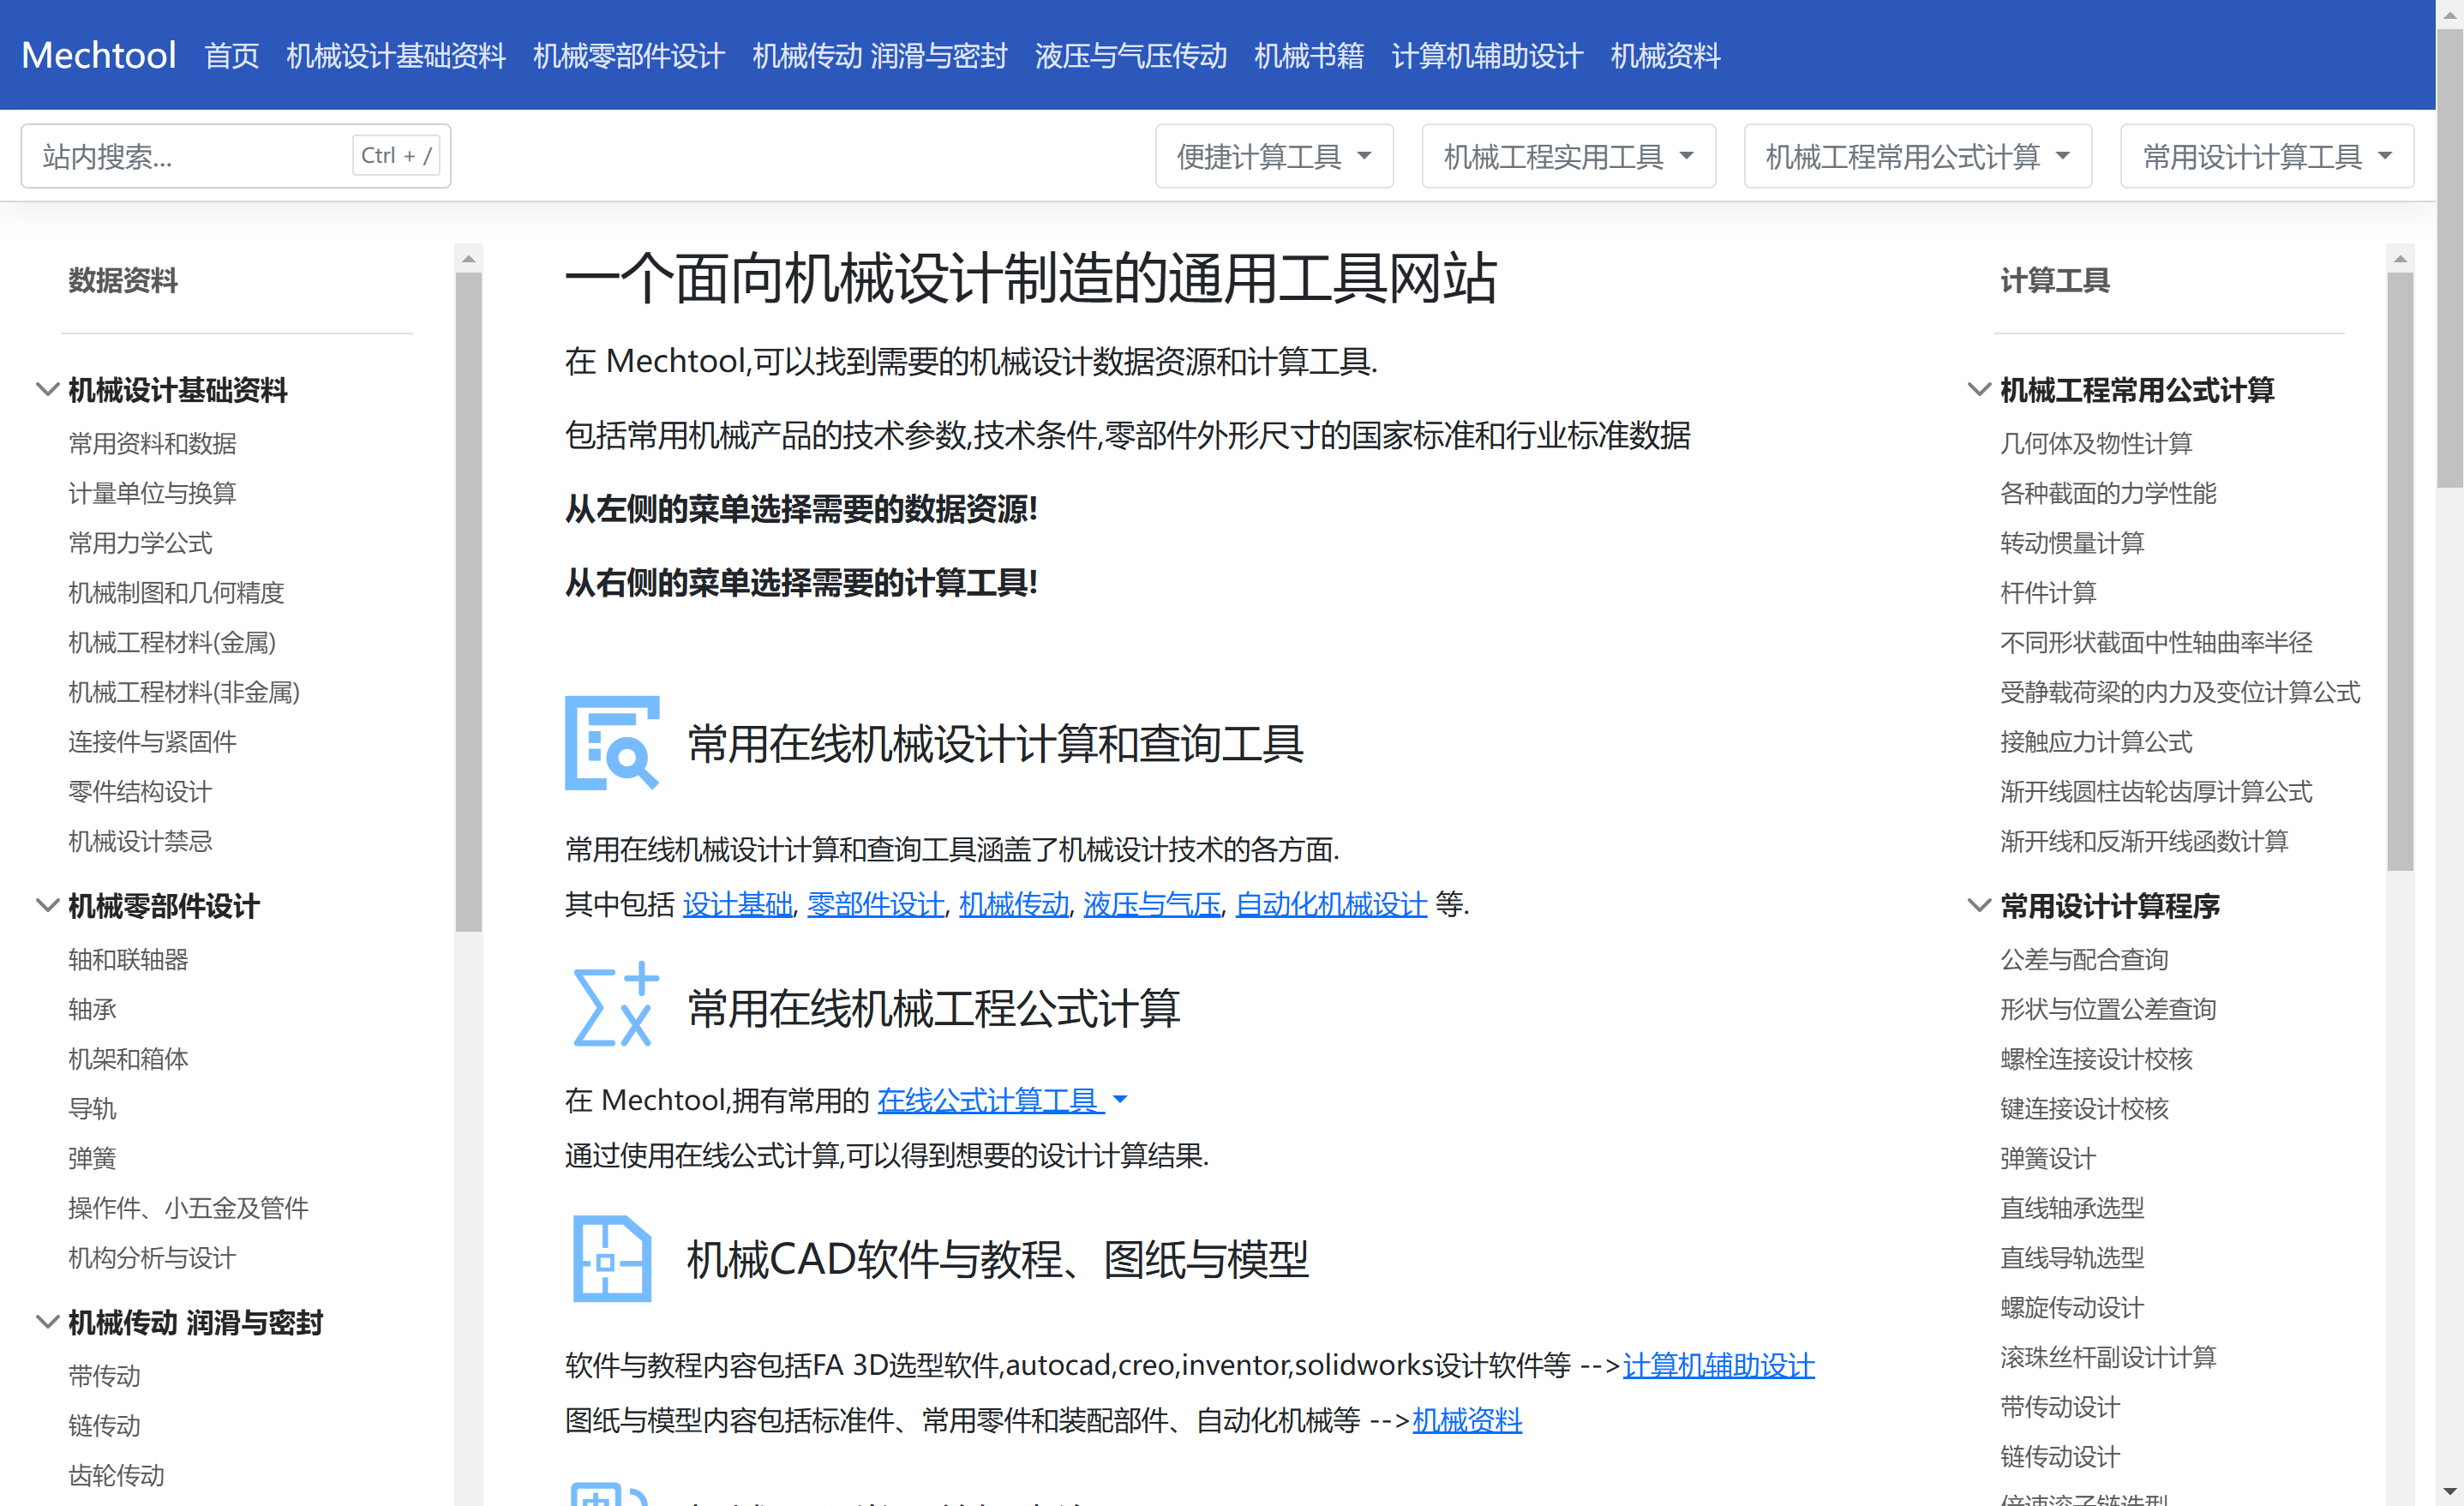 Mechtool 首页 机械设计基础资料 机械零部件设计 机械传动 润滑与密封 液压与气压传动 机械书籍 计算机辅助设计 机械资料
站内搜索... Ctrl + / 便捷计算工具 机械工程实用工具 机械工程常用公式计算 常用设计计算工具
数据资料
机械设计基础资料
常用资料和数据
计量单位与换算
常用力学公式
机械制图和几何精度
机械工程材料(金属)
机械工程材料(非金属)
连接件与紧固件
零件结构设计
机械设计禁忌
机械零部件设计
轴和联轴器
轴承
机架和箱体
导轨
弹簧
操作件、小五金及管件
机构分析与设计
机械传动 润滑与密封
带传动
链传动
齿轮传动
一个面向机械设计制造的通用工具网站
在 Mechtool,可以找到需要的机械设计数据资源和计算工具.
包括常用机械产品的技术参数,技术条件,零部件外形尺寸的国家标准和行业标准数据
从左侧的菜单选择需要的数据资源!
从右侧的菜单选择需要的计算工具!
常用在线机械设计计算和查询工具
常用在线机械设计计算和查询工具涵盖了机械设计技术的各方面.
其中包括 设计基础, 零部件设计, 机械传动, 液压与气压, 自动化机械设计 等.
常用在线机械工程公式计算
在 Mechtool,拥有常用的 在线公式计算工具
通过使用在线公式计算,可以得到想要的设计计算结果.
机械CAD软件与教程、图纸与模型
软件与教程内容包括FA 3D选型软件,autocad,creo,inventor,solidworks设计软件等 -->计算机辅助设计
图纸与模型内容包括标准件、常用零件和装配部件、自动化机械等 -->机械资料
计算工具
机械工程常用公式计算
几何体及物性计算
各种截面的力学性能
转动惯量计算
杆件计算
不同形状截面中性轴曲率半径
受静载荷梁的内力及变位计算公式
接触应力计算公式
渐开线圆柱齿轮齿厚计算公式
渐开线和反渐开线函数计算
常用设计计算程序
公差与配合查询
形状与位置公差查询
螺栓连接设计校核
键连接设计校核
弹簧设计
直线轴承选型
直线导轨选型
螺旋传动设计
滚珠丝杆副设计计算
带传动设计
链传动设计
倍速滚子链选型